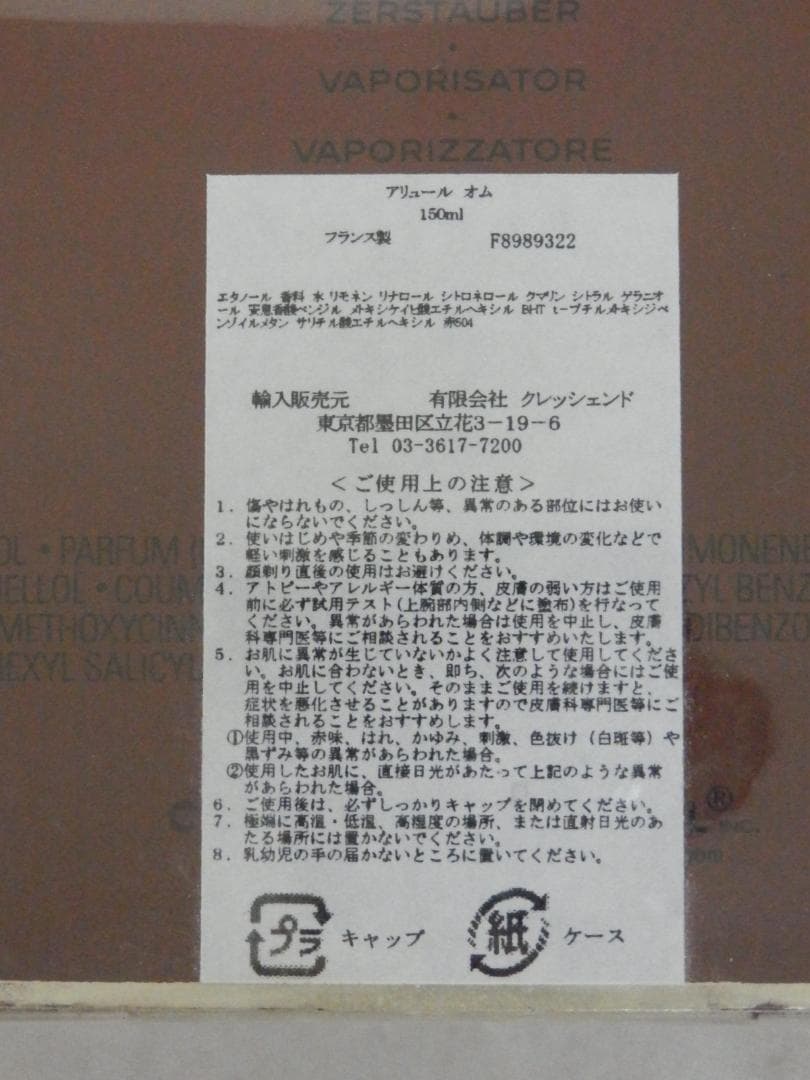 ZERSTÄUBER
VAPORISATOR
VAPORIZZATORE
アリュール オム
150ml
フランス製 F8989322
エタノール 香料 水 リモネン リナロール シトロネロール クマリン シトラル ゲラニオ
ール 安息香酸ベンジル メトキシケイヒ酸エチルヘキシル BHT t-ブチルメトキシジベ
ンゾイルメタン サリチル酸エチルヘキシル 赤504
輸入販売元 有限会社 クレッシェンド
東京都墨田区立花3-19-6
Tel 03-3617-7200
<ご使用上の注意>
1. 傷やはれもの、しっしん等、異常のある部位にはお使い
にならないでください。
2. 使いはじめや季節の変わりめ、体調や環境の変化などで
軽い刺激を感じることもあります。
3. 顔剃り直後の使用はお避けください。
4. アトピーやアレルギー体質の方、皮膚の弱い方はご使用
前に必ず試用テスト(上腕部内側などに塗布)を行なって
ください。異常があらわれた場合は使用を中止し、皮膚
科専門医等にご相談されることをおすすめいたします。
5. お肌に異常が生じていないかよく注意して使用してくださ
い。お肌に合わないとき、即ち、次のような場合にはご使
用を中止してください。そのままご使用を続けますと、
症状を悪化させることがありますので皮膚科専門医等にご
相談されることをおすすめします。
①使用中、赤味、はれ、かゆみ、刺激、色抜け(白斑等)や
黒ずみ等の異常があらわれた場合。
②使用したお肌に、直接日光があたって上記のような異常
があらわれた場合。
6. ご使用後は、必ずしっかりキャップを閉めてください。
7. 極端に高温・低温、高湿度の場所、または直射日光のあ
たる場所には置かないでください。
8. 乳幼児の手の届かないところに置いてください。
プラ キャップ 紙 ケース
OL • PARFUM ( MONENE
ELLOL • COUM ZYL BENZ
METHOXYCINN DIBENZO
HEXYL SALICYL
® INC.